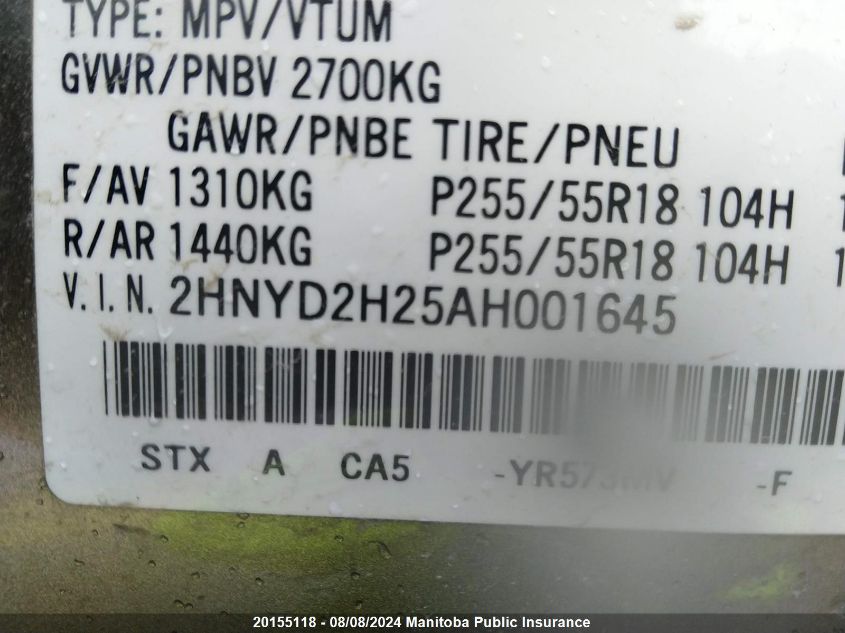 TYPE: MPV/VTUM
GVWR/PNBV 2700KG
GAWR/PNBE TIRE/PNEU
F/AV 1310KG P255/55R18 104H
R/AR 1440KG P255/55R18 104H
V.I.N. 2HNYD2H25AH001645
STX A CA5 -F
20155118 - 08/08/2024 Manitoba Public Insurance